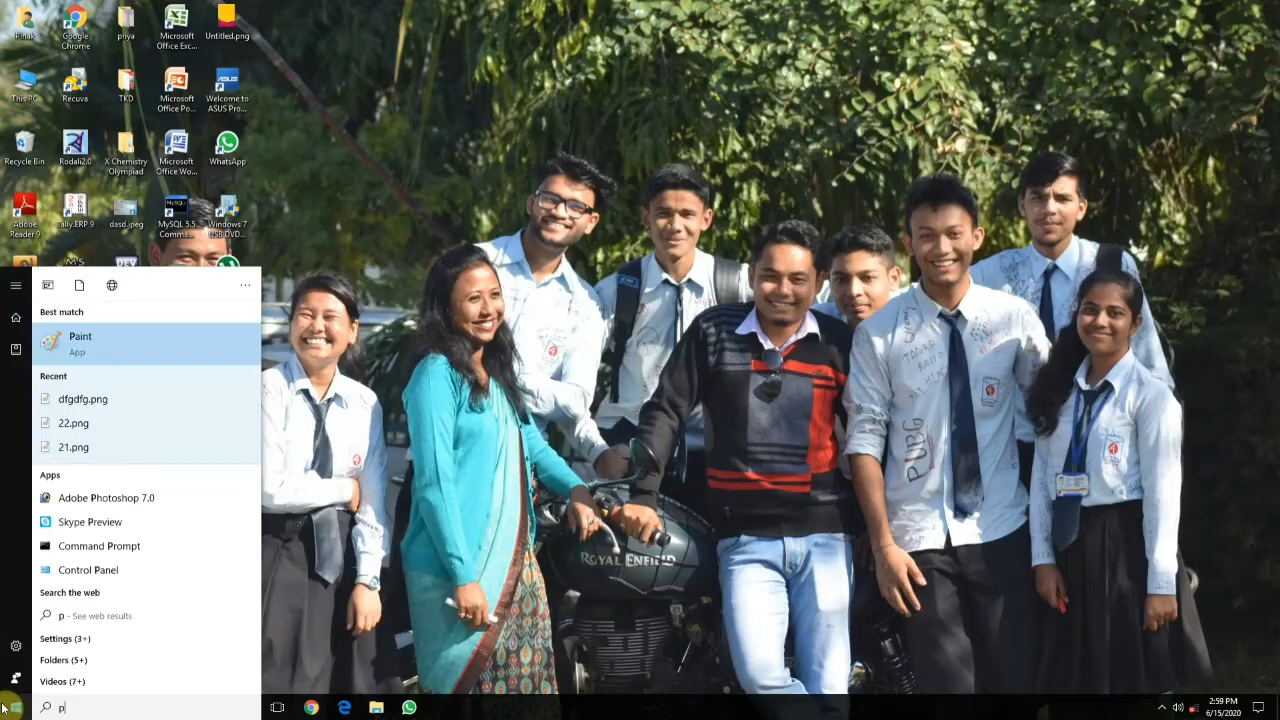 Pinak
Google Chrome
priya
Microsoft Office Exc...
Untitled.png
This PC
Recuva
TKD
Microsoft Office Po...
Welcome to ASUS Pro...
Recycle Bin
Rodali2.0
X Chemistry Olympiad
Microsoft Office Wo...
WhatsApp
Adobe Reader 9
Tally.ERP 9
dasd.jpeg
MySQL 5.5 Comma...
Windows 7 USB DVD...
Best match
Paint
App
Recent
dfgdfg.png
22.png
21.png
Apps
Adobe Photoshop 7.0
Skype Preview
Command Prompt
Control Panel
Search the web
p - See web results
Settings (3+)
Folders (5+)
Videos (7+)
p
ROYAL ENFIELD
PUBG
2:59 PM
6/15/2020